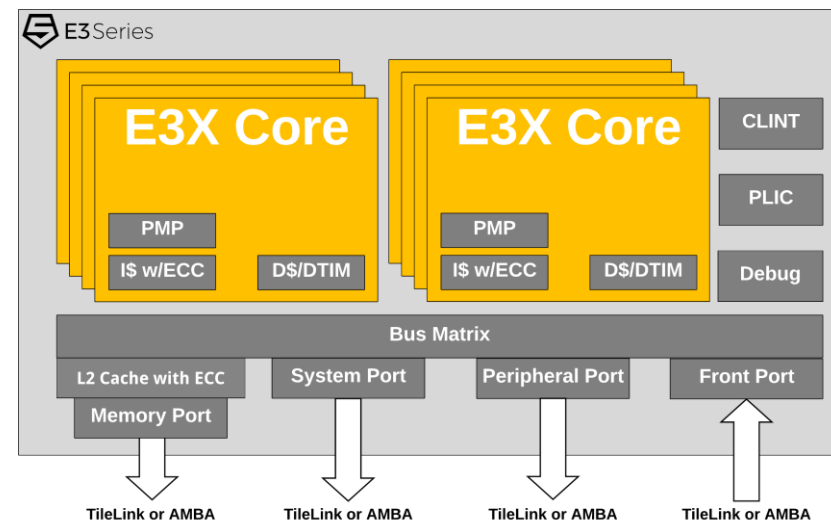 E3 Series
E3X Core
PMP
I$ w/ECC
D$/DTIM
E3X Core
PMP
I$ w/ECC
D$/DTIM
CLINT
PLIC
Debug
Bus Matrix
L2 Cache with ECC
System Port
Peripheral Port
Front Port
Memory Port
TileLink or AMBA
TileLink or AMBA
TileLink or AMBA
TileLink or AMBA